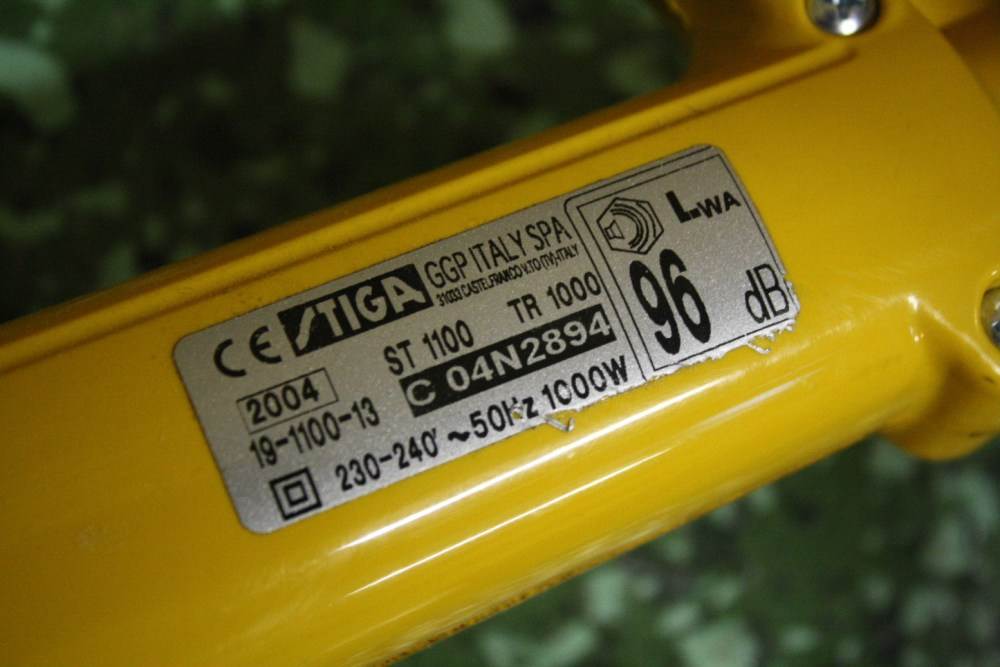 CE STIGA GGP ITALY SPA
31033 CASTELFRANCO V.TO (TV)-ITALY
2004 ST 1100 TR 1000
19-1100-13 C 04N2894
230-240 ~50Hz 1000W
LWA
96
dB